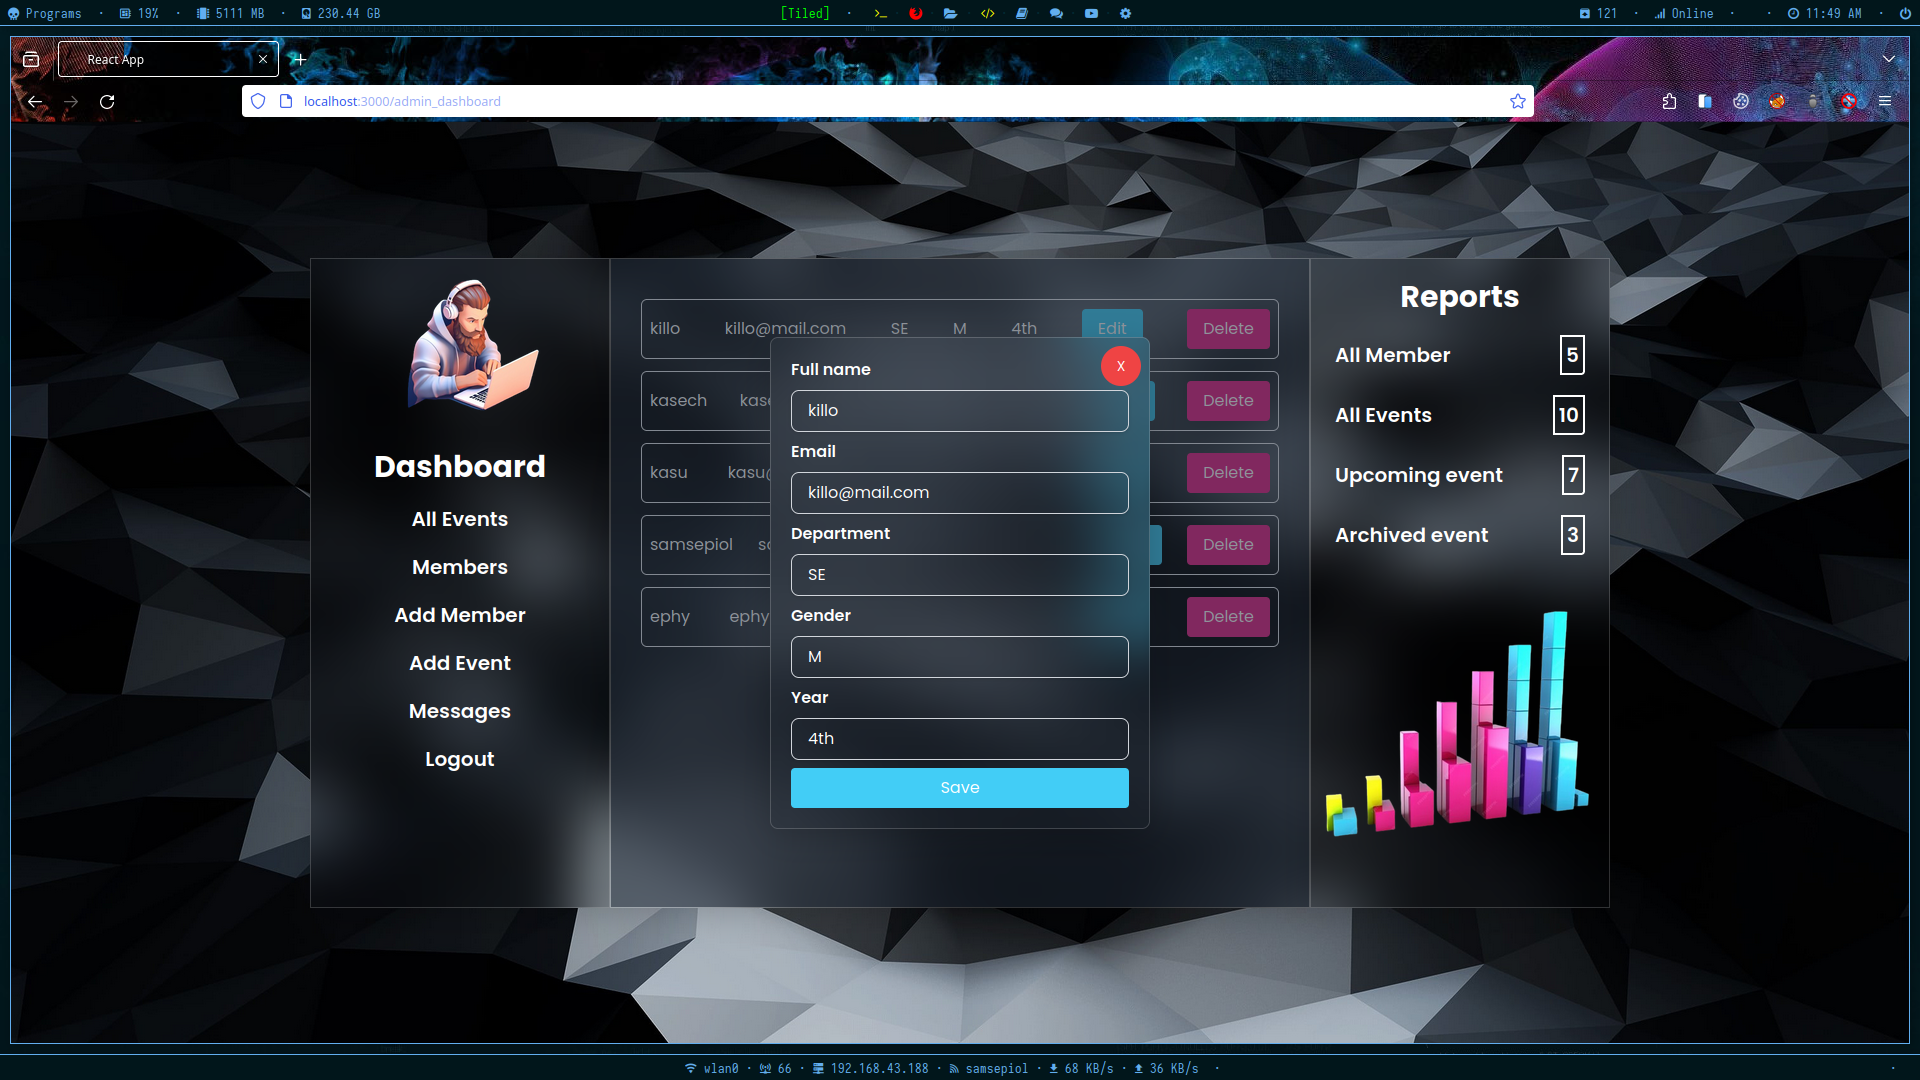 Programs · 19% · 5111 MB · 230.44 GB
[Tiled] ·
121 · Online · · 11:49 AM ·
React App
localhost:3000/admin_dashboard
Dashboard
All Events
Members
Add Member
Add Event
Messages
Logout
killo killo@mail.com SE M 4th Edit Delete
kasech Delete
kasu Delete
samsepiol Delete
ephy Delete
X
Full name
killo
Email
killo@mail.com
Department
SE
Gender
M
Year
4th
Save
Reports
All Member 5
All Events 10
Upcoming event 7
Archived event 3
wlan0 · 66 · 192.168.43.188 · samsepiol · 68 KB/s · 36 KB/s ·